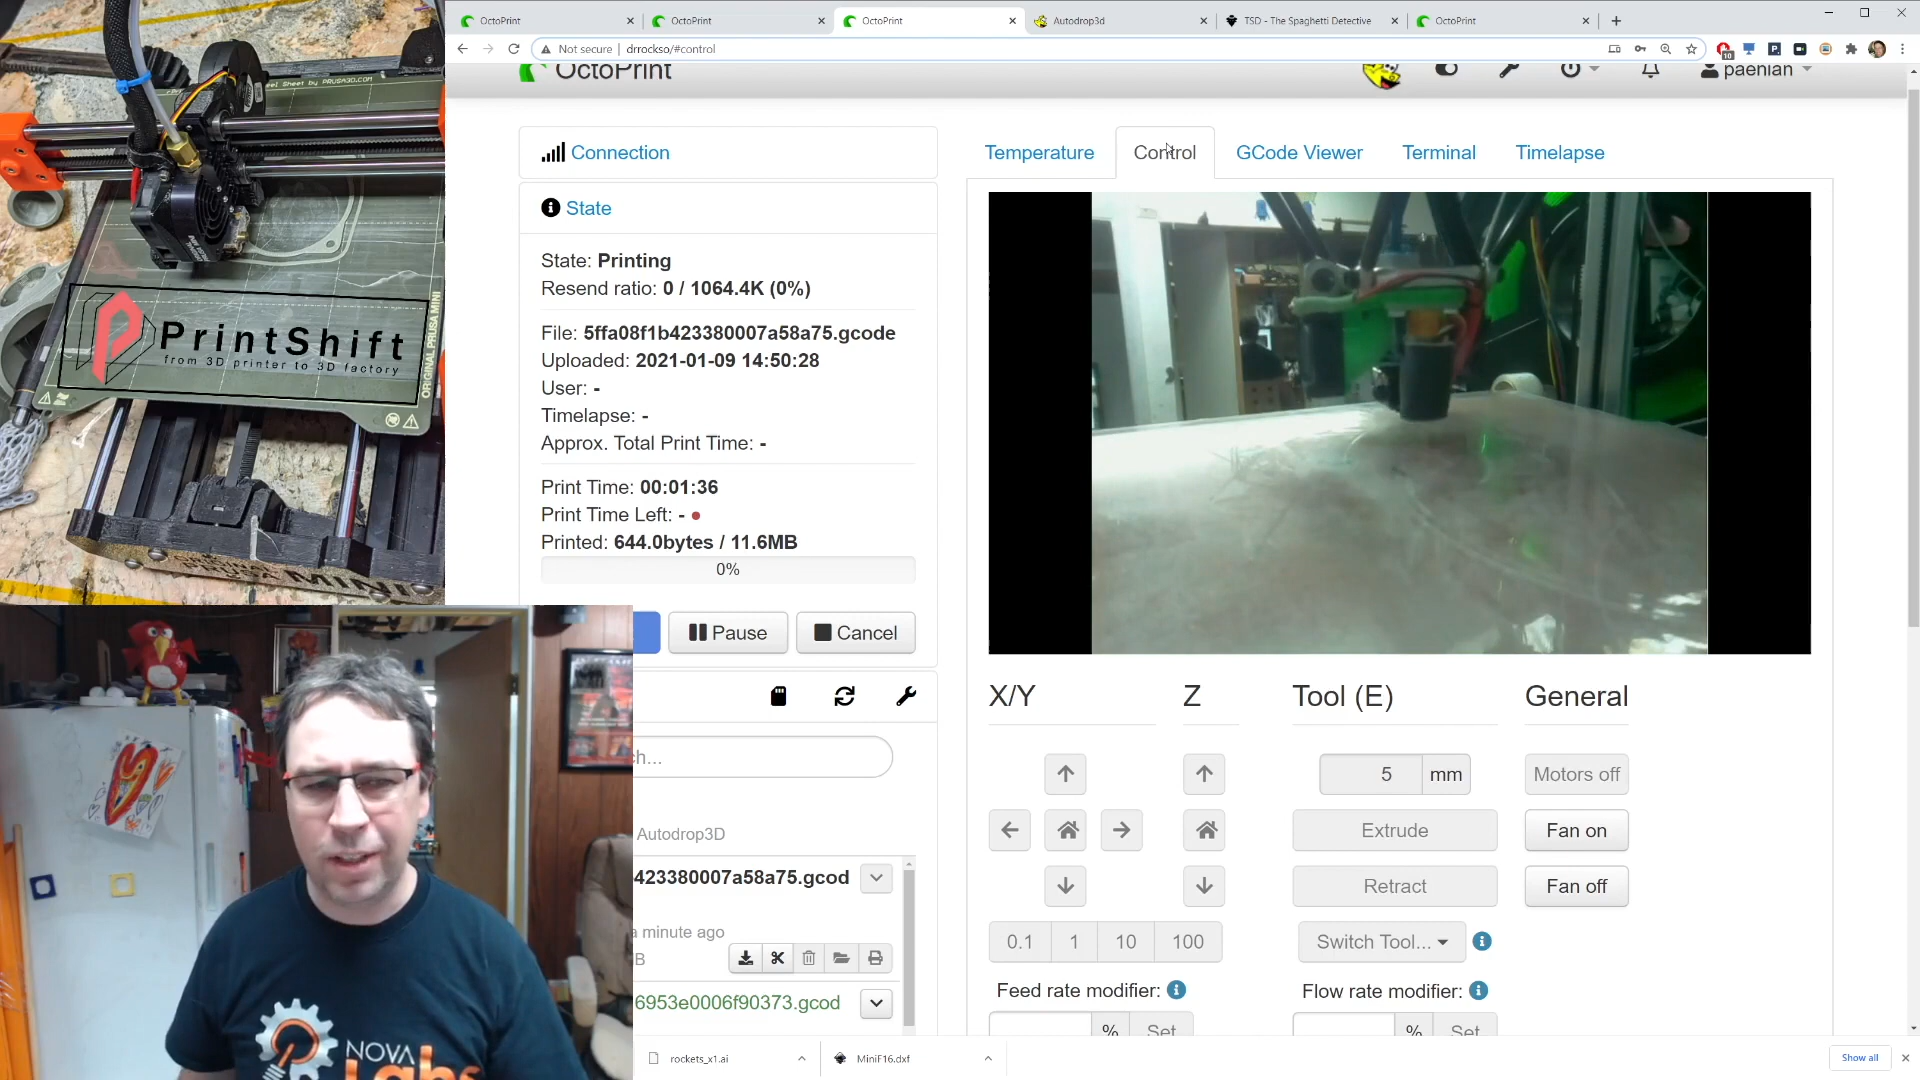 OctoPrint
OctoPrint
OctoPrint
Autodrop3d
TSD - The Spaghetti Detective
OctoPrint
Not secure | drrockso/#control
OctoPrint
paenian
Connection
State
State: Printing
Resend ratio: 0 / 1064.4K (0%)
File: 5ffa08f1b423380007a58a75.gcode
Uploaded: 2021-01-09 14:50:28
User: -
Timelapse: -
Approx. Total Print Time: -
Print Time: 00:01:36
Print Time Left: -
Printed: 644.0bytes / 11.6MB
0%
Pause
Cancel
h...
Autodrop3D
423380007a58a75.gcod
a minute ago
B
6953e0006f90373.gcod
Temperature
Control
GCode Viewer
Terminal
Timelapse
X/Y
Z
Tool (E)
General
5 mm
Motors off
Extrude
Fan on
Retract
Fan off
0.1 1 10 100
Switch Tool...
Feed rate modifier:
Flow rate modifier:
% Set
% Set
rockets_x1.ai
MiniF16.dxf
Show all
10
PrintShift
from 3D printer to 3D factory
ORIGINAL PRUSA MINI
MINI
NOVA
Labs